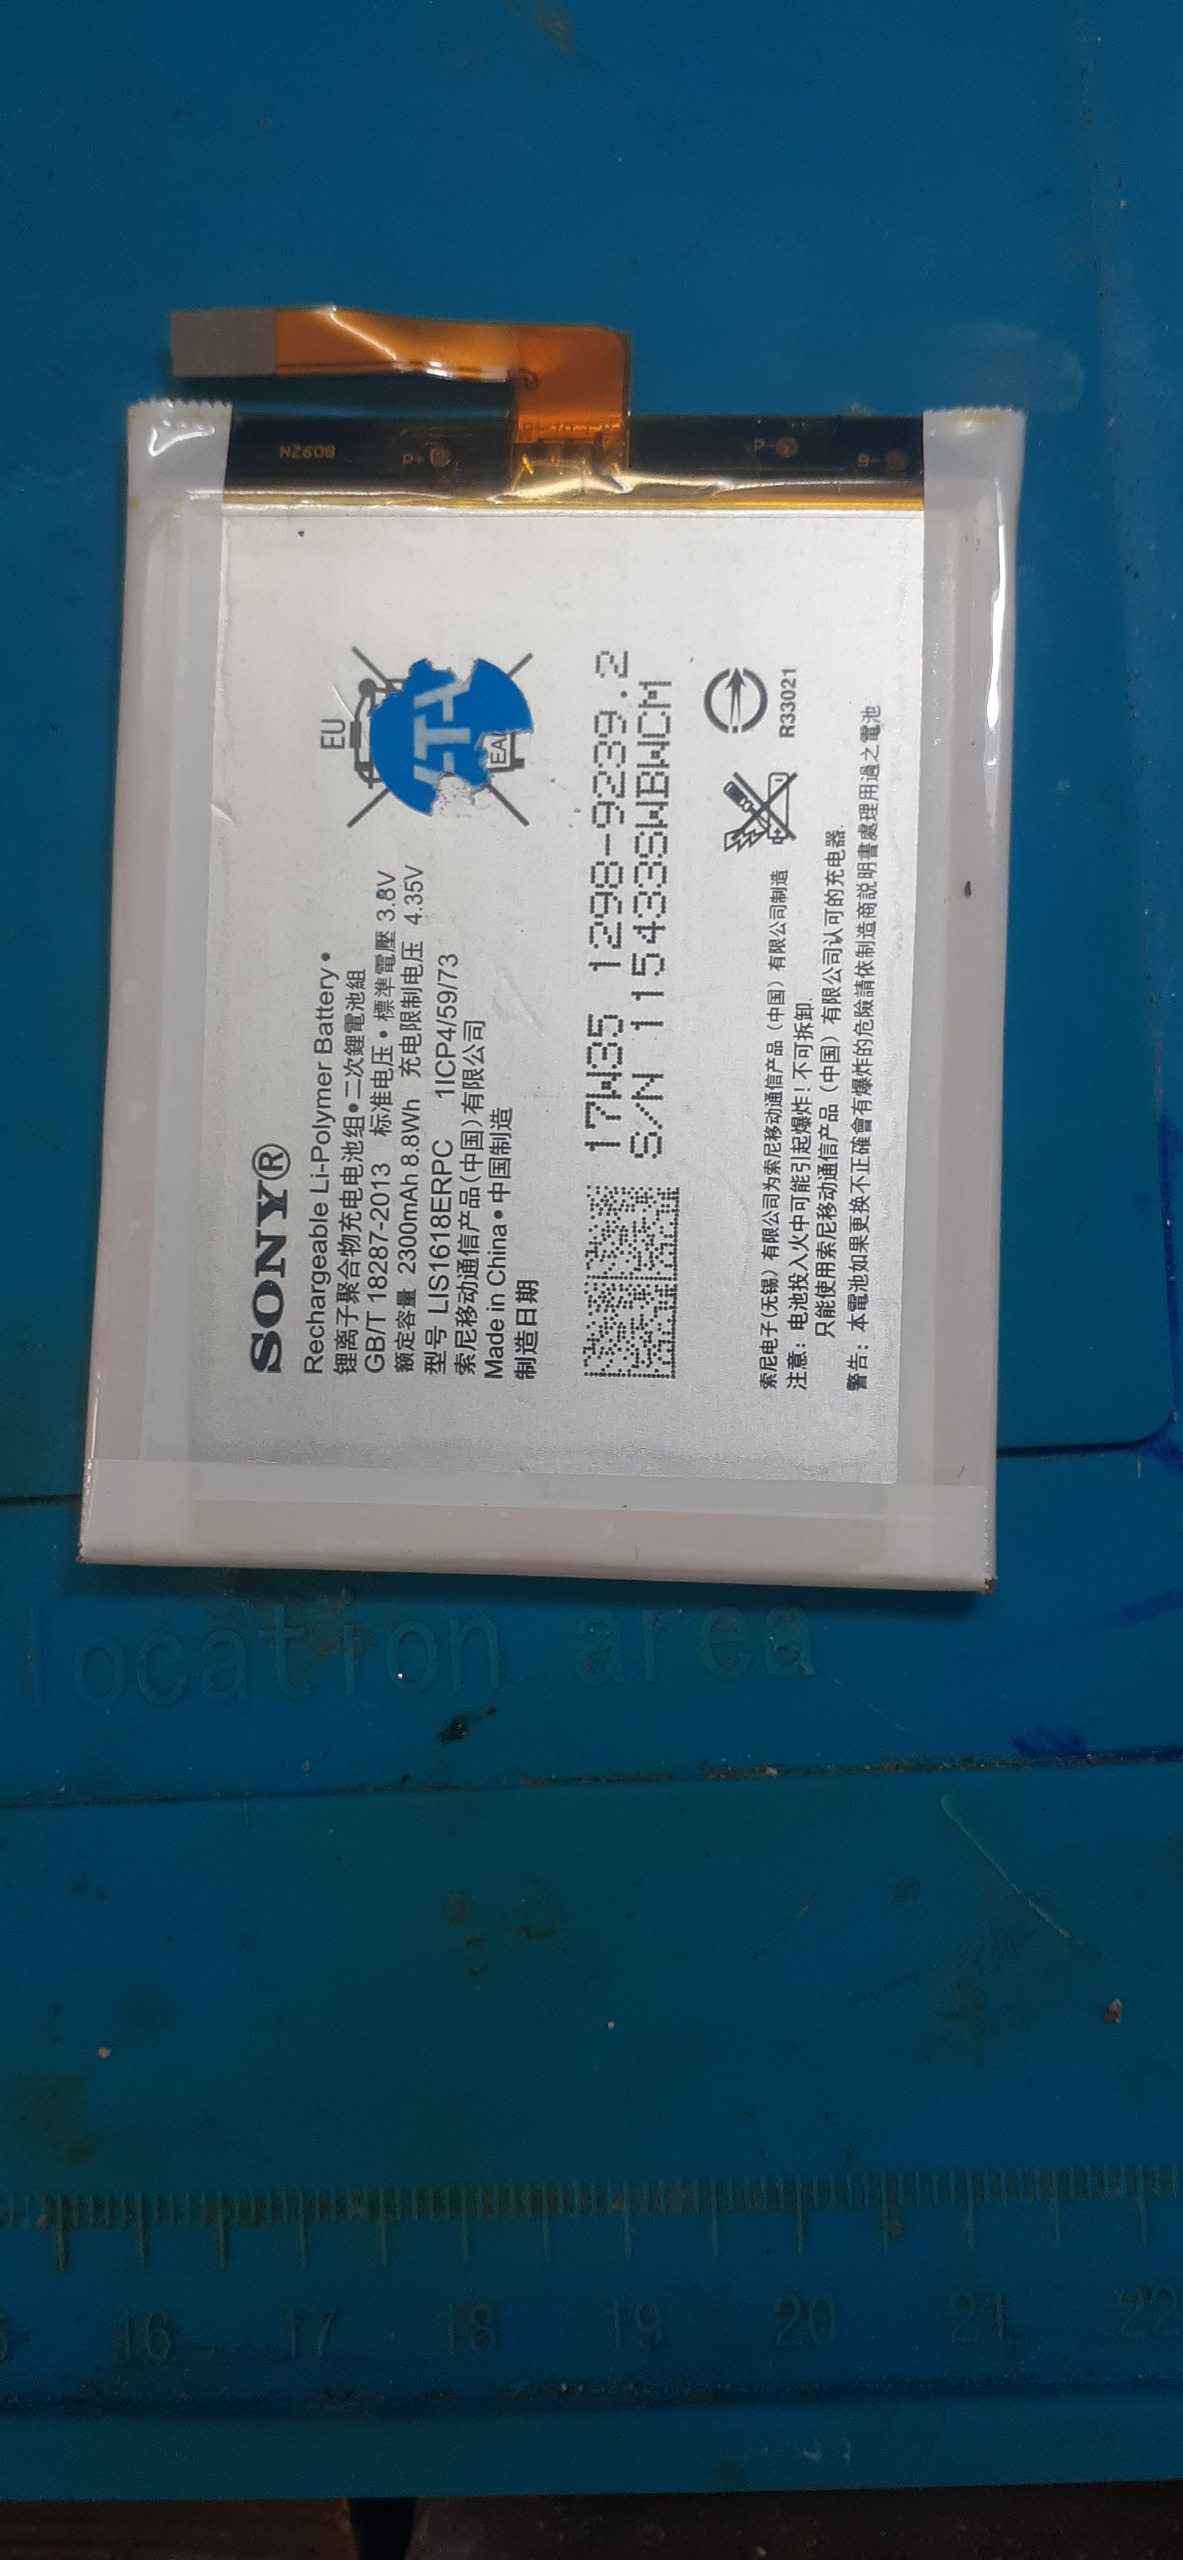 SONY®
Rechargeable Li-Polymer Battery •
锂离子聚合物充电电池组•二次鋰電池組
GB/T 18287-2013 标准电压 • 標準電壓 3.8V
额定容量 2300mAh 8.8Wh 充电限制电压 4.35V
型号 LIS1618ERPC 1ICP4/59/73
索尼移动通信产品(中国)有限公司
Made in China • 中国制造
制造日期
EU
EA
17W35 1298-9239.2
S/N 115433SWBWCM
R33021
索尼电子(无锡)有限公司为索尼移动通信产品(中国)有限公司制造
注意: 电池投入火中可能引起爆炸! 不可拆卸.
只能使用索尼移动通信产品(中国)有限公司认可的充电器.
警告: 本電池如果更换不正確會有爆炸的危險請依制造商説明書處理用過之電池
NZ608
P+
P-
B-
location area
16 17 18 19 20 21 22